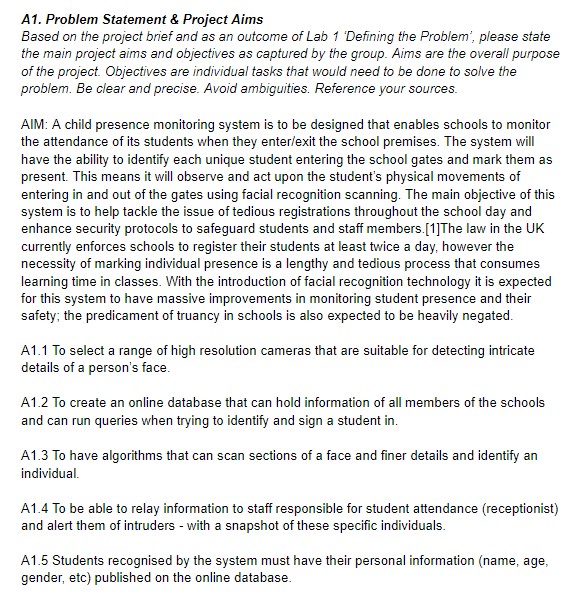 A1. Problem Statement & Project Aims
Based on the project brief and as an outcome of Lab 1 'Defining the Problem', please state
the main project aims and objectives as captured by the group. Aims are the overall purpose
of the project. Objectives are individual tasks that would need to be done to solve the
problem. Be clear and precise. Avoid ambiguities. Reference your sources.
AIM: A child presence monitoring system is to be designed that enables schools to monitor
the attendance of its students when they enter/exit the school premises. The system will
have the ability to identify each unique student entering the school gates and mark them as
present. This means it will observe and act upon the student's physical movements of
entering in and out of the gates using facial recognition scanning. The main objective of this
system is to help tackle the issue of tedious registrations throughout the school day and
enhance security protocols to safeguard students and staff members.[1]The law in the UK
currently enforces schools to register their students at least twice a day, however the
necessity of marking individual presence is a lengthy and tedious process that consumes
learning time in classes. With the introduction of facial recognition technology it is expected
for this system to have massive improvements in monitoring student presence and their
safety; the predicament of truancy in schools is also expected to be heavily negated.
A1.1 To select a range of high resolution cameras that are suitable for detecting intricate
details of a person's face.
A1.2 To create an online database that can hold information of all members of the schools
and can run queries when trying to identify and sign a student in.
A1.3 To have algorithms that can scan sections of a face and finer details and identify an
individual.
A1.4 To be able to relay information to staff responsible for student attendance (receptionist)
and alert them of intruders - with a snapshot of these specific individuals.
A1.5 Students recognised by the system must have their personal information (name, age,
gender, etc) published on the online database.